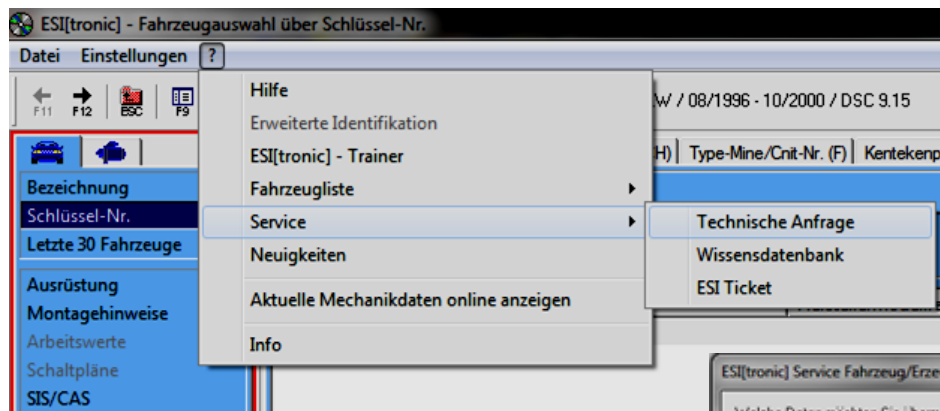 ESI[tronic] - Fahrzeugauswahl über Schlüssel-Nr.
Datei Einstellungen ?
F11 F12 ESC F9
W / 08/1996 - 10/2000 / DSC 9.15
H) Type-Mine/Cnit-Nr. (F) Kentekenp
Bezeichnung
Schlüssel-Nr.
Letzte 30 Fahrzeuge
Ausrüstung
Montagehinweise
Arbeitswerte
Schaltpläne
SIS/CAS
Hilfe
Erweiterte Identifikation
ESI[tronic] - Trainer
Fahrzeugliste
Service
Neuigkeiten
Aktuelle Mechanikdaten online anzeigen
Info
Technische Anfrage
Wissensdatenbank
ESI Ticket
ESI[tronic] Service Fahrzeug/Erze